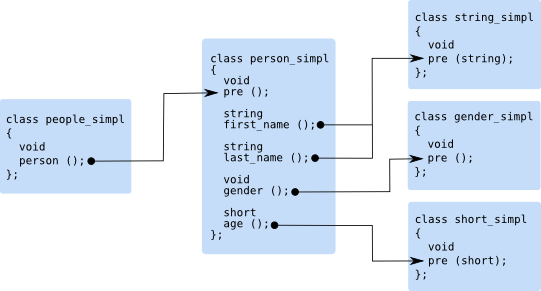 class people_simpl
{
void
person ();
};
class person_simpl
{
void
pre ();
string
first_name ();
string
last_name ();
void
gender ();
short
age ();
};
class string_simpl
{
void
pre (string);
};
class gender_simpl
{
void
pre ();
};
class short_simpl
{
void
pre (short);
};